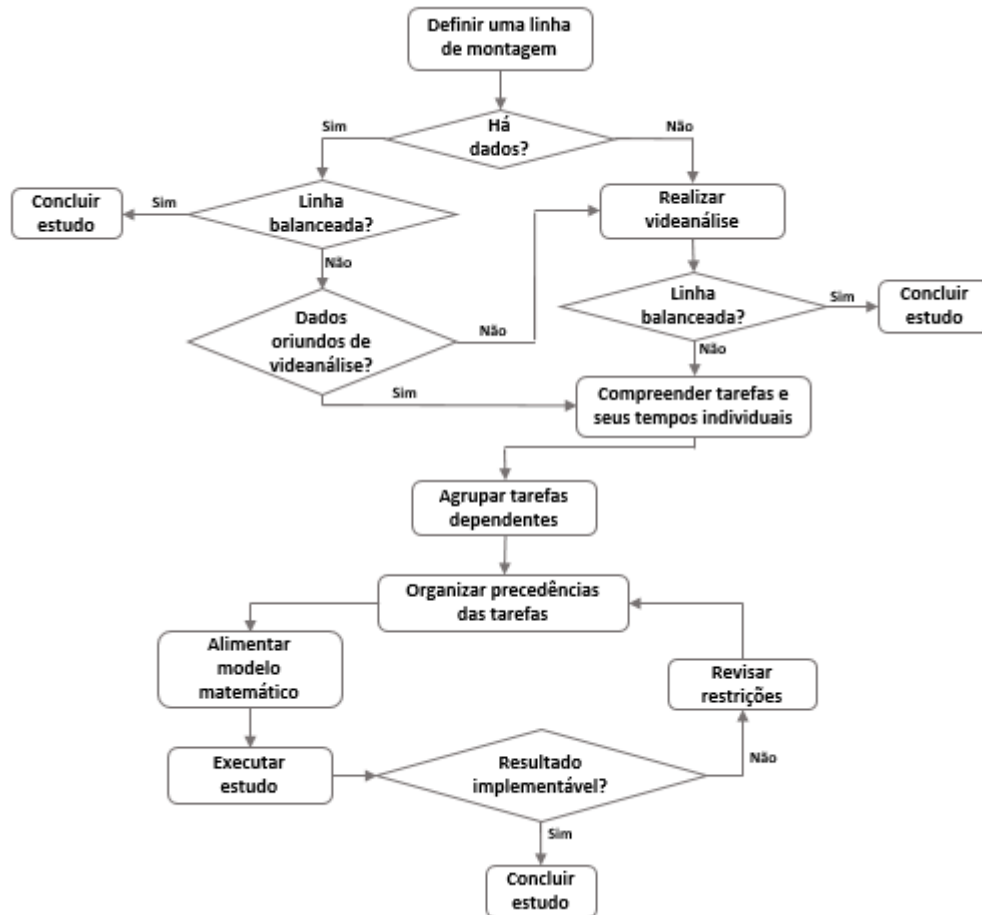 Definir uma linha
de montagem
Sim
Há
dados?
Não
Concluir
estudo
Sim
Linha
balanceada?
Realizar
videanálise
Não
Dados
oriundos de
videanálise?
Não
Linha
balanceada?
Sim
Concluir
estudo
Não
Sim
Compreender tarefas e
seus tempos individuais
Agrupar tarefas
dependentes
Organizar precedências
das tarefas
Alimentar
modelo
matemático
Revisar
restrições
Executar
estudo
Resultado
implementável?
Não
Sim
Concluir
estudo